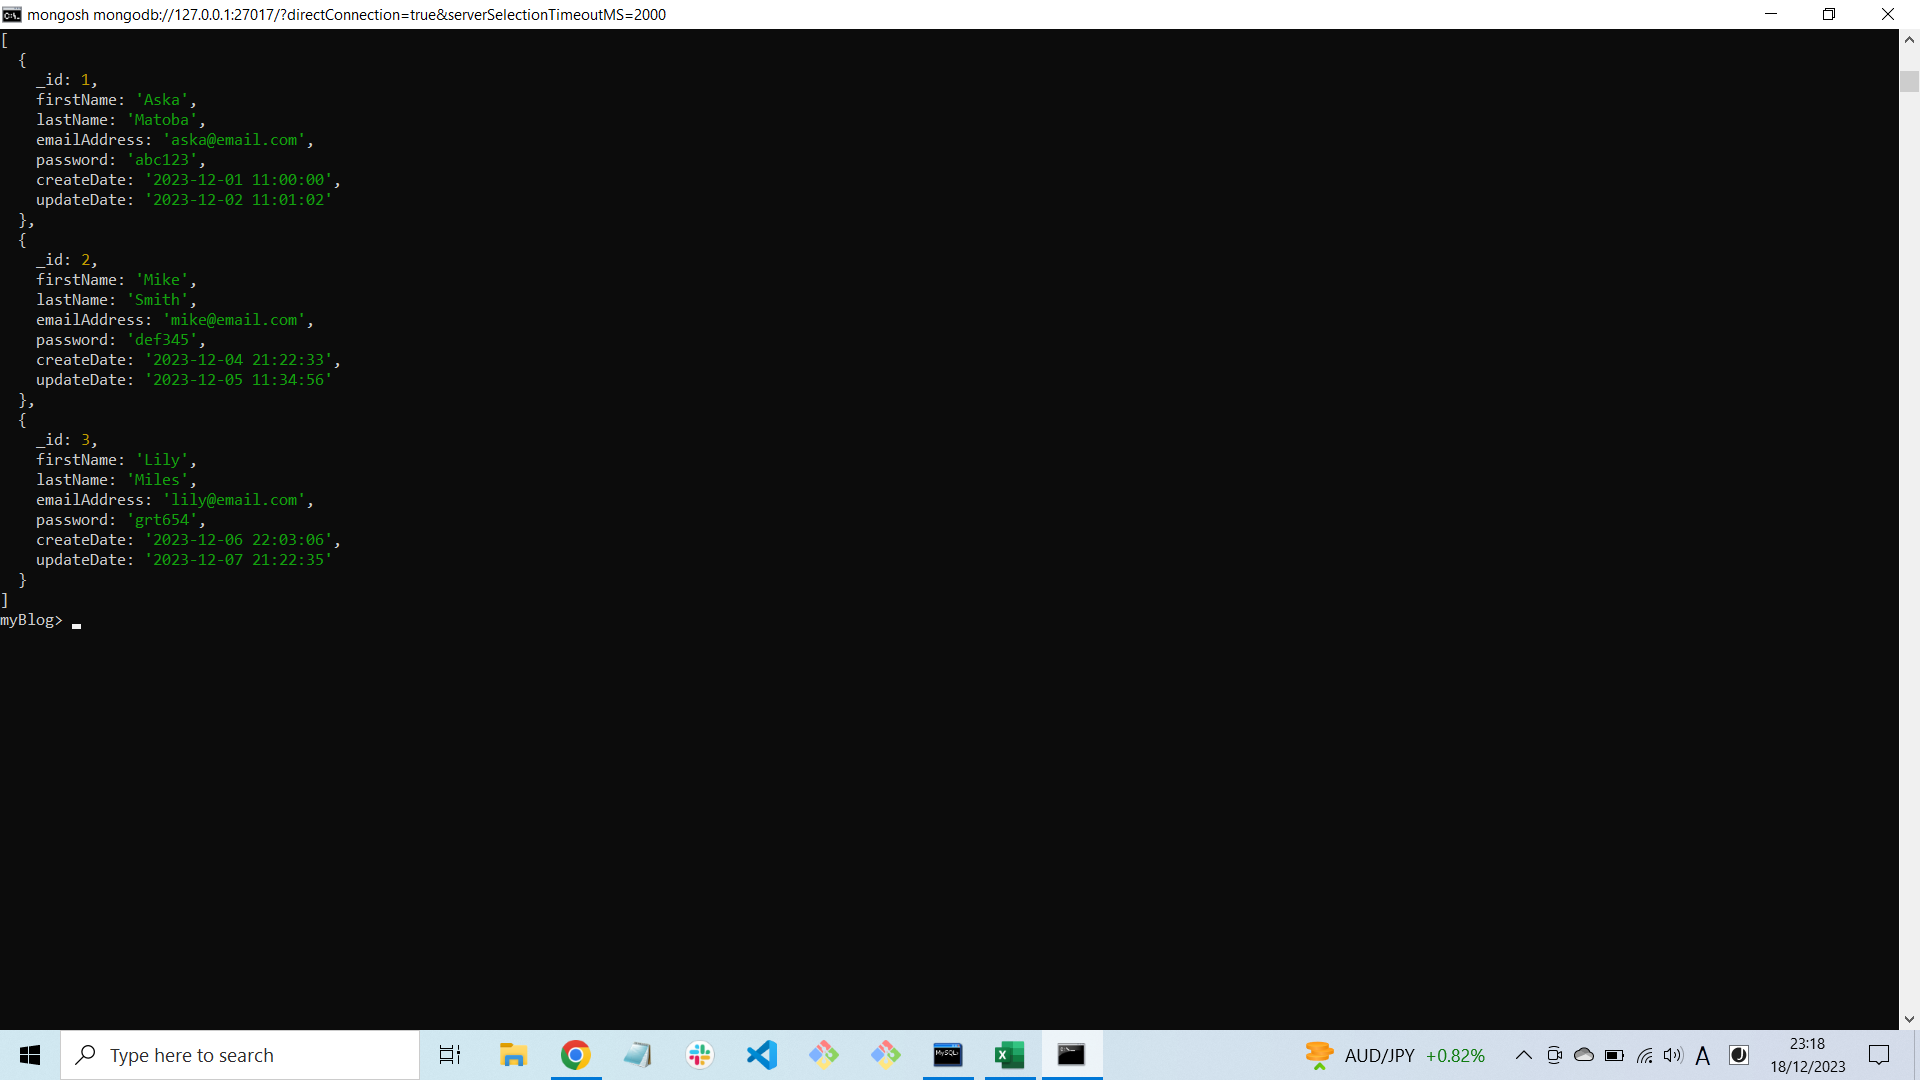 mongosh mongodb://127.0.0.1:27017/?directConnection=true&serverSelectionTimeoutMS=2000
[
  {
    _id: 1,
    firstName: 'Aska',
    lastName: 'Matoba',
    emailAddress: 'aska@email.com',
    password: 'abc123',
    createDate: '2023-12-01 11:00:00',
    updateDate: '2023-12-02 11:01:02'
  },
  {
    _id: 2,
    firstName: 'Mike',
    lastName: 'Smith',
    emailAddress: 'mike@email.com',
    password: 'def345',
    createDate: '2023-12-04 21:22:33',
    updateDate: '2023-12-05 11:34:56'
  },
  {
    _id: 3,
    firstName: 'Lily',
    lastName: 'Miles',
    emailAddress: 'lily@email.com',
    password: 'grt654',
    createDate: '2023-12-06 22:03:06',
    updateDate: '2023-12-07 21:22:35'
  }
]
myBlog>
Type here to search
AUD/JPY +0.82%
A
23:18
18/12/2023